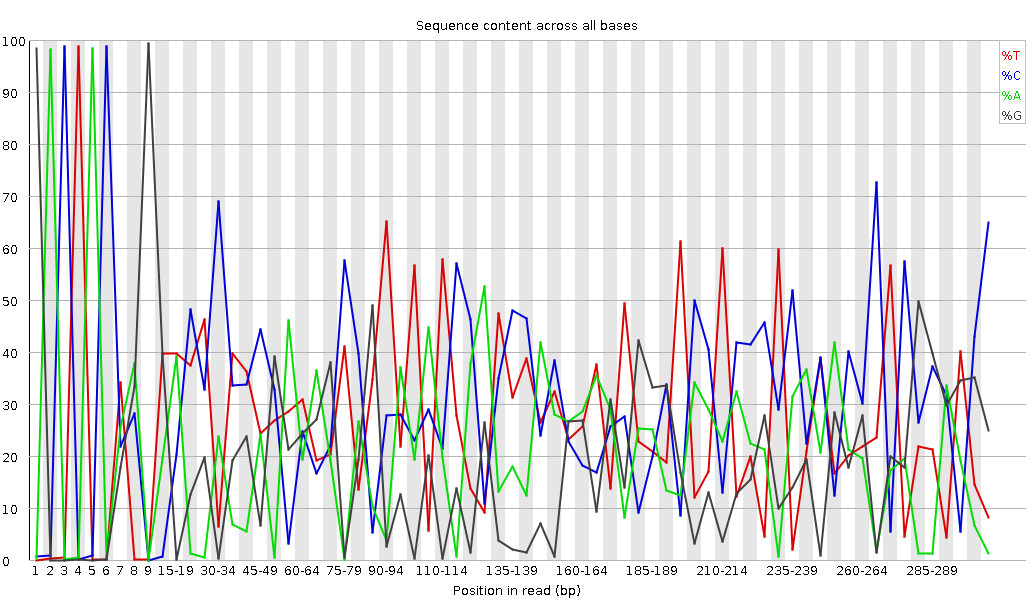 Sequence content across all bases
100
90
80
70
60
50
40
30
20
10
0
%T
%C
%A
%G
1 2 3 4 5 6 7 8 9 15-19 30-34 45-49 60-64 75-79 90-94 110-114 135-139 160-164 185-189 210-214 235-239 260-264 285-289
Position in read (bp)